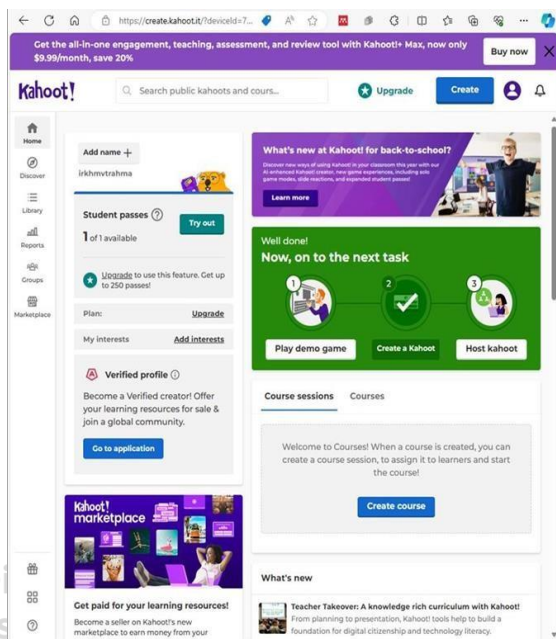 https://create.kahoot.it/?deviceId=7...
Get the all-in-one engagement, teaching, assessment, and review tool with Kahoot!+ Max, now only
$9.99/month, save 20%
Buy now
Kahoot!
Search public kahoots and cours...
Upgrade
Create
Home
Discover
Library
Reports
Groups
Marketplace
Add name +
irkhmvtrahma
Student passes
Try out
1 of 1 available
Upgrade to use this feature. Get up
to 250 passes!
Plan:
Upgrade
My interests
Add interests
Verified profile
Become a Verified creator! Offer
your learning resources for sale &
join a global community.
Go to application
Kahoot!
marketplace
Get paid for your learning resources!
Become a seller on Kahoot!'s new
marketplace to earn money from your
What's new at Kahoot! for back-to-school?
Discover new ways of using Kahoot! in your classroom this year with our
AI-enhanced Kahoot! creator, new game experiences, including solo
game modes, slide reactions, and expanded student passes!
Learn more
Well done!
Now, on to the next task
1
2
3
Play demo game
Create a Kahoot
Host kahoot
Course sessions
Courses
Welcome to Courses! When a course is created, you can
create a course session, to assign it to learners and start
the course!
Create course
What's new
Teacher Takeover: A knowledge rich curriculum with Kahoot!
From planning to presentation, Kahoot! tools help to build a
foundation for digital citizenship and technology literacy.